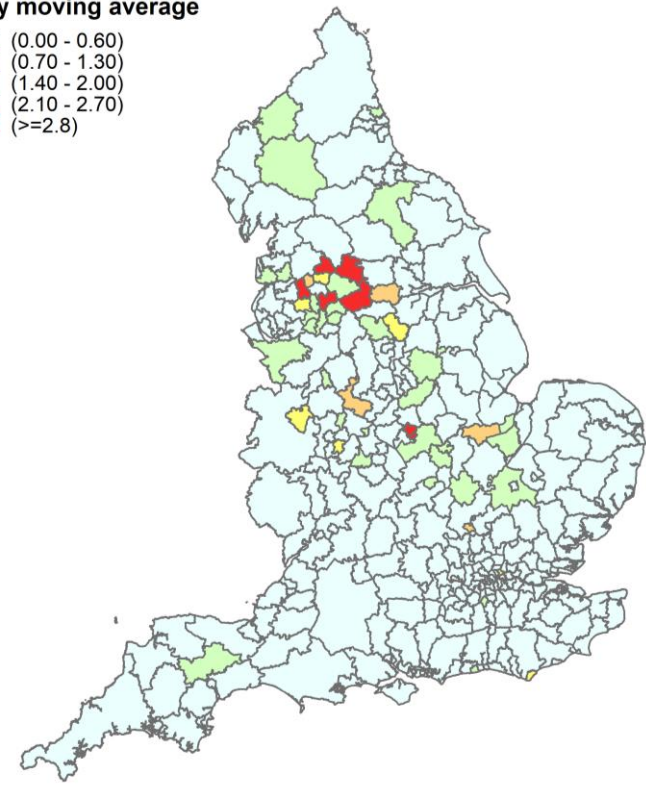 y moving average
(0.00 - 0.60)
(0.70 - 1.30)
(1.40 - 2.00)
(2.10 - 2.70)
(>=2.8)